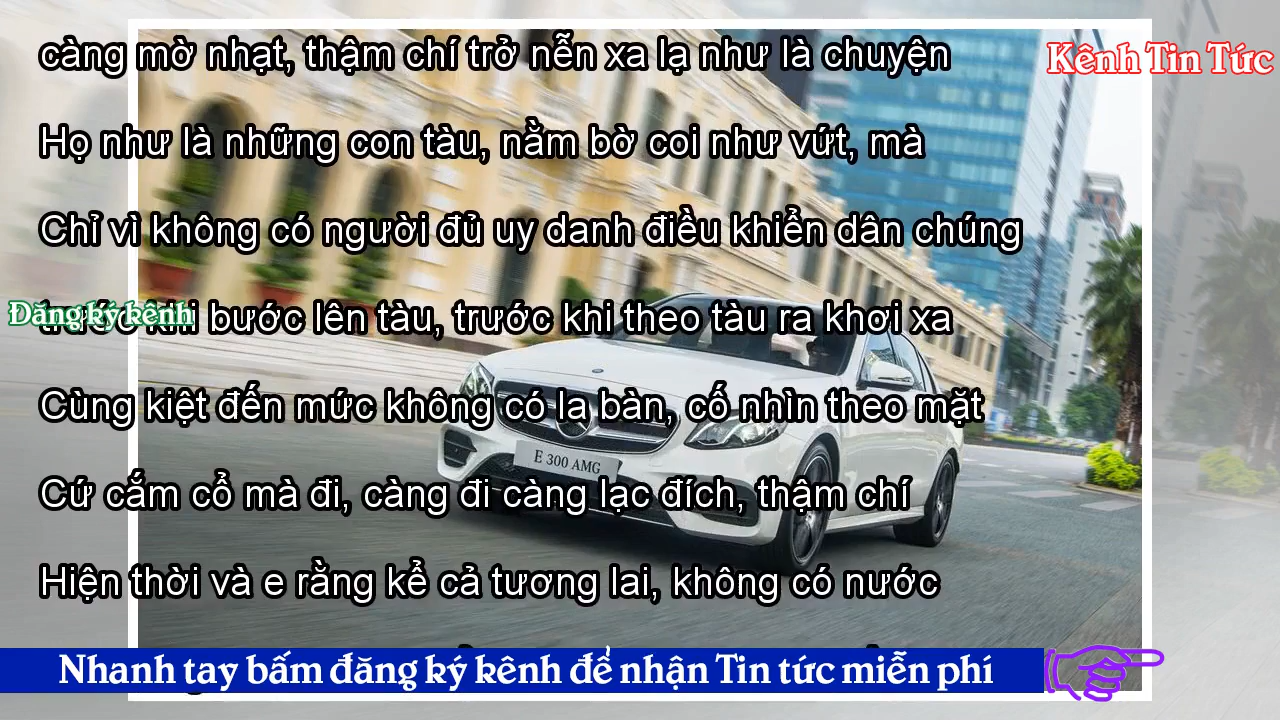 càng mờ nhạt, thậm chí trở nễn xa lạ như là chuyện
Kênh Tin Tức
Họ như là những con tàu, nằm bờ coi như vứt, mà
Chỉ vì không có người đủ uy danh điều khiển dân chúng
Đăng ký kênh
bước lên tàu, trước khi theo tàu ra khơi xa
Cùng kiệt đến mức không có la bàn, cố nhìn theo mặt
E 300 AMG
Cứ cắm cổ mà đi, càng đi càng lạc đích, thậm chí
Hiện thời và e rằng kể cả tương lai, không có nước
Nhanh tay bấm đăng ký kênh để nhận Tin tức miễn phí